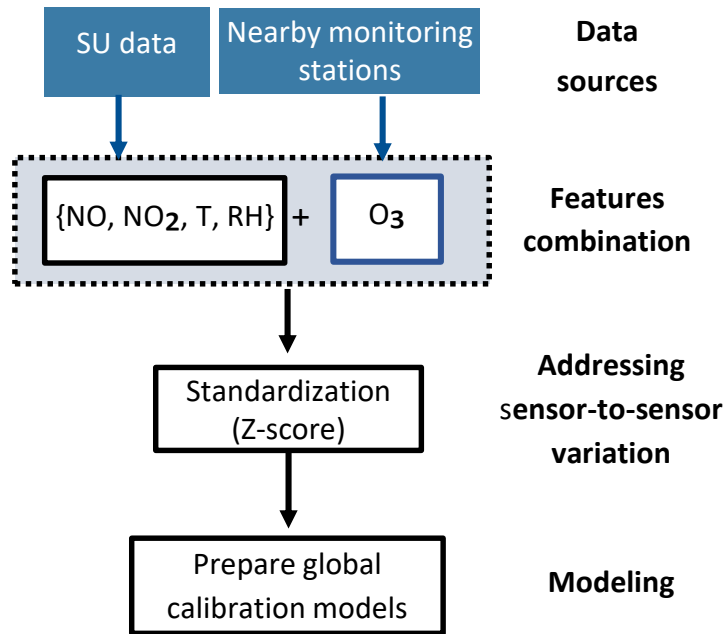 SU data
Nearby monitoring
stations
Data
sources
{NO, NO₂, T, RH} + O₃
Features
combination
Standardization
(Z-score)
Addressing
sensor-to-sensor
variation
Prepare global
calibration models
Modeling